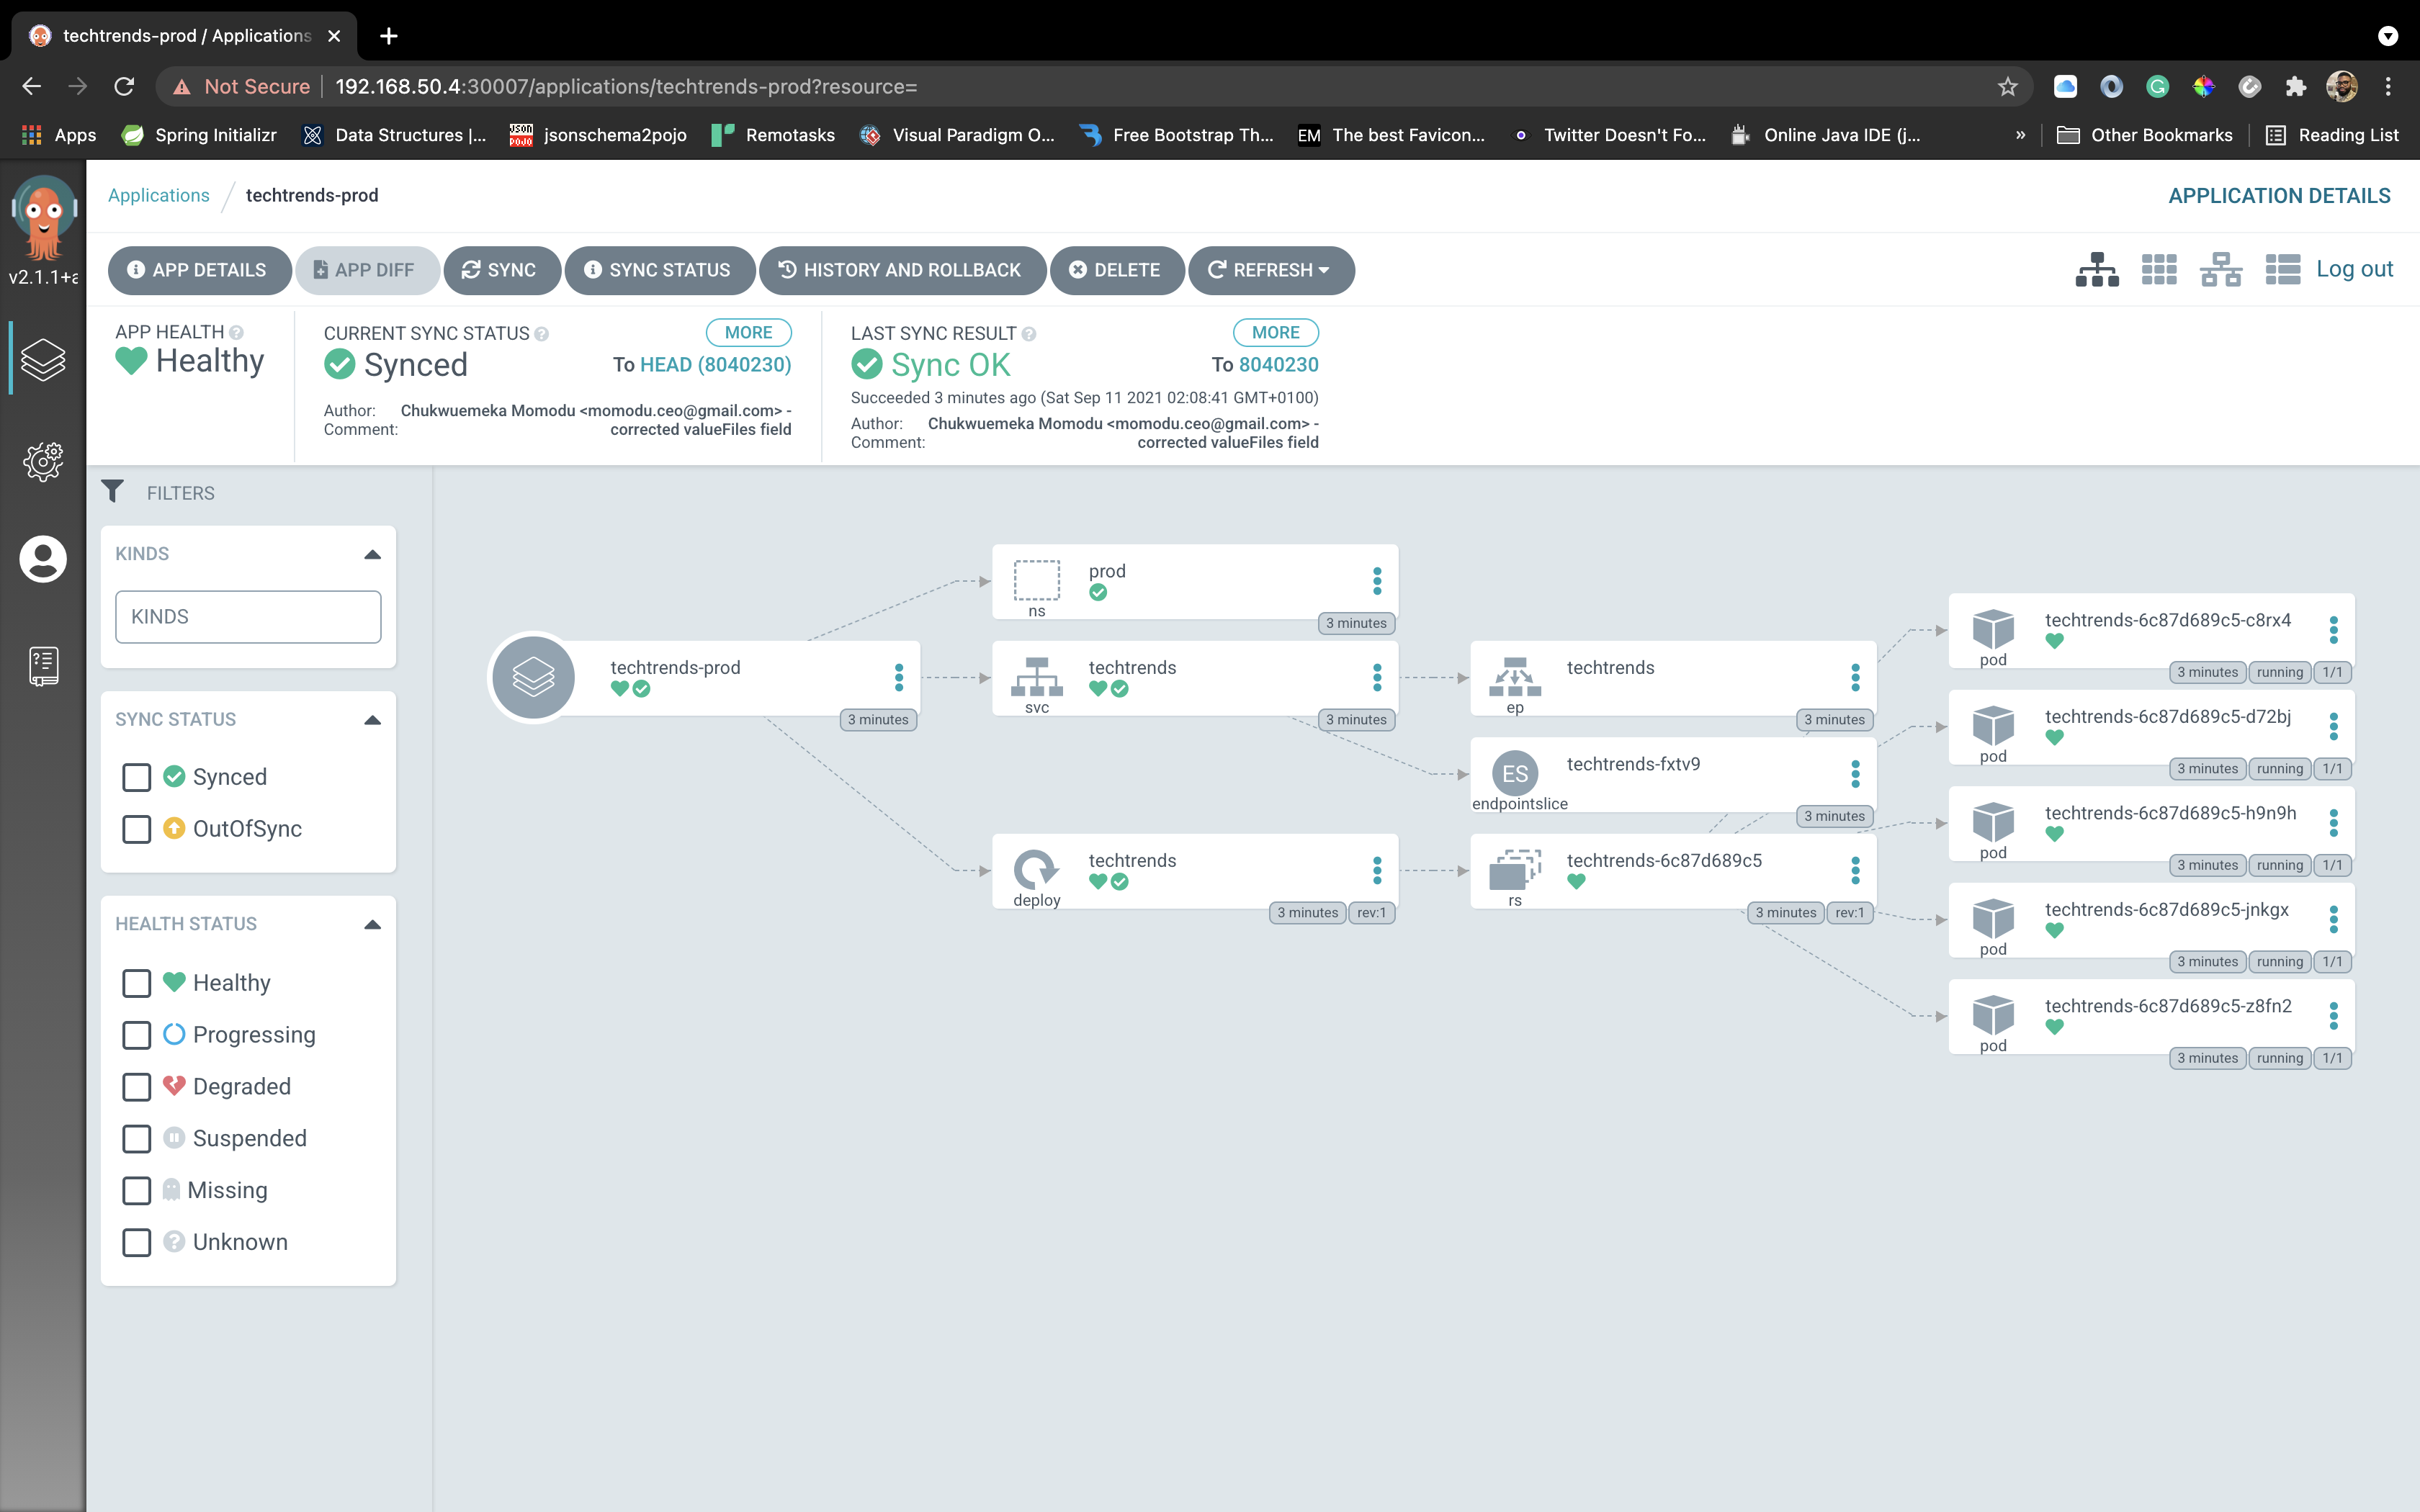 techtrends-prod / Applications
Not Secure 192.168.50.4:30007/applications/techtrends-prod?resource=
Apps Spring Initializr Data Structures |... jsonschema2pojo Remotasks Visual Paradigm O... Free Bootstrap Th... EM The best Favicon... Twitter Doesn't Fo... Online Java IDE (j... » Other Bookmarks Reading List
JSON
POJO
Applications / techtrends-prod
APPLICATION DETAILS
v2.1.1+a
APP DETAILS APP DIFF SYNC SYNC STATUS HISTORY AND ROLLBACK DELETE REFRESH
Log out
APP HEALTH
Healthy
CURRENT SYNC STATUS MORE
Synced To HEAD (8040230)
Author: Chukwuemeka Momodu <momodu.ceo@gmail.com> -
Comment: corrected valueFiles field
LAST SYNC RESULT MORE
Sync OK To 8040230
Succeeded 3 minutes ago (Sat Sep 11 2021 02:08:41 GMT+0100)
Author: Chukwuemeka Momodu <momodu.ceo@gmail.com> -
Comment: corrected valueFiles field
FILTERS
KINDS
KINDS
SYNC STATUS
Synced
OutOfSync
HEALTH STATUS
Healthy
Progressing
Degraded
Suspended
Missing
Unknown
techtrends-prod
3 minutes
prod
ns
3 minutes
techtrends
svc
3 minutes
techtrends
deploy
3 minutes rev:1
techtrends
ep
3 minutes
ES
techtrends-fxtv9
endpointslice
3 minutes
techtrends-6c87d689c5
rs
3 minutes rev:1
techtrends-6c87d689c5-c8rx4
pod
3 minutes running 1/1
techtrends-6c87d689c5-d72bj
pod
3 minutes running 1/1
techtrends-6c87d689c5-h9n9h
pod
3 minutes running 1/1
techtrends-6c87d689c5-jnkgx
pod
3 minutes running 1/1
techtrends-6c87d689c5-z8fn2
pod
3 minutes running 1/1